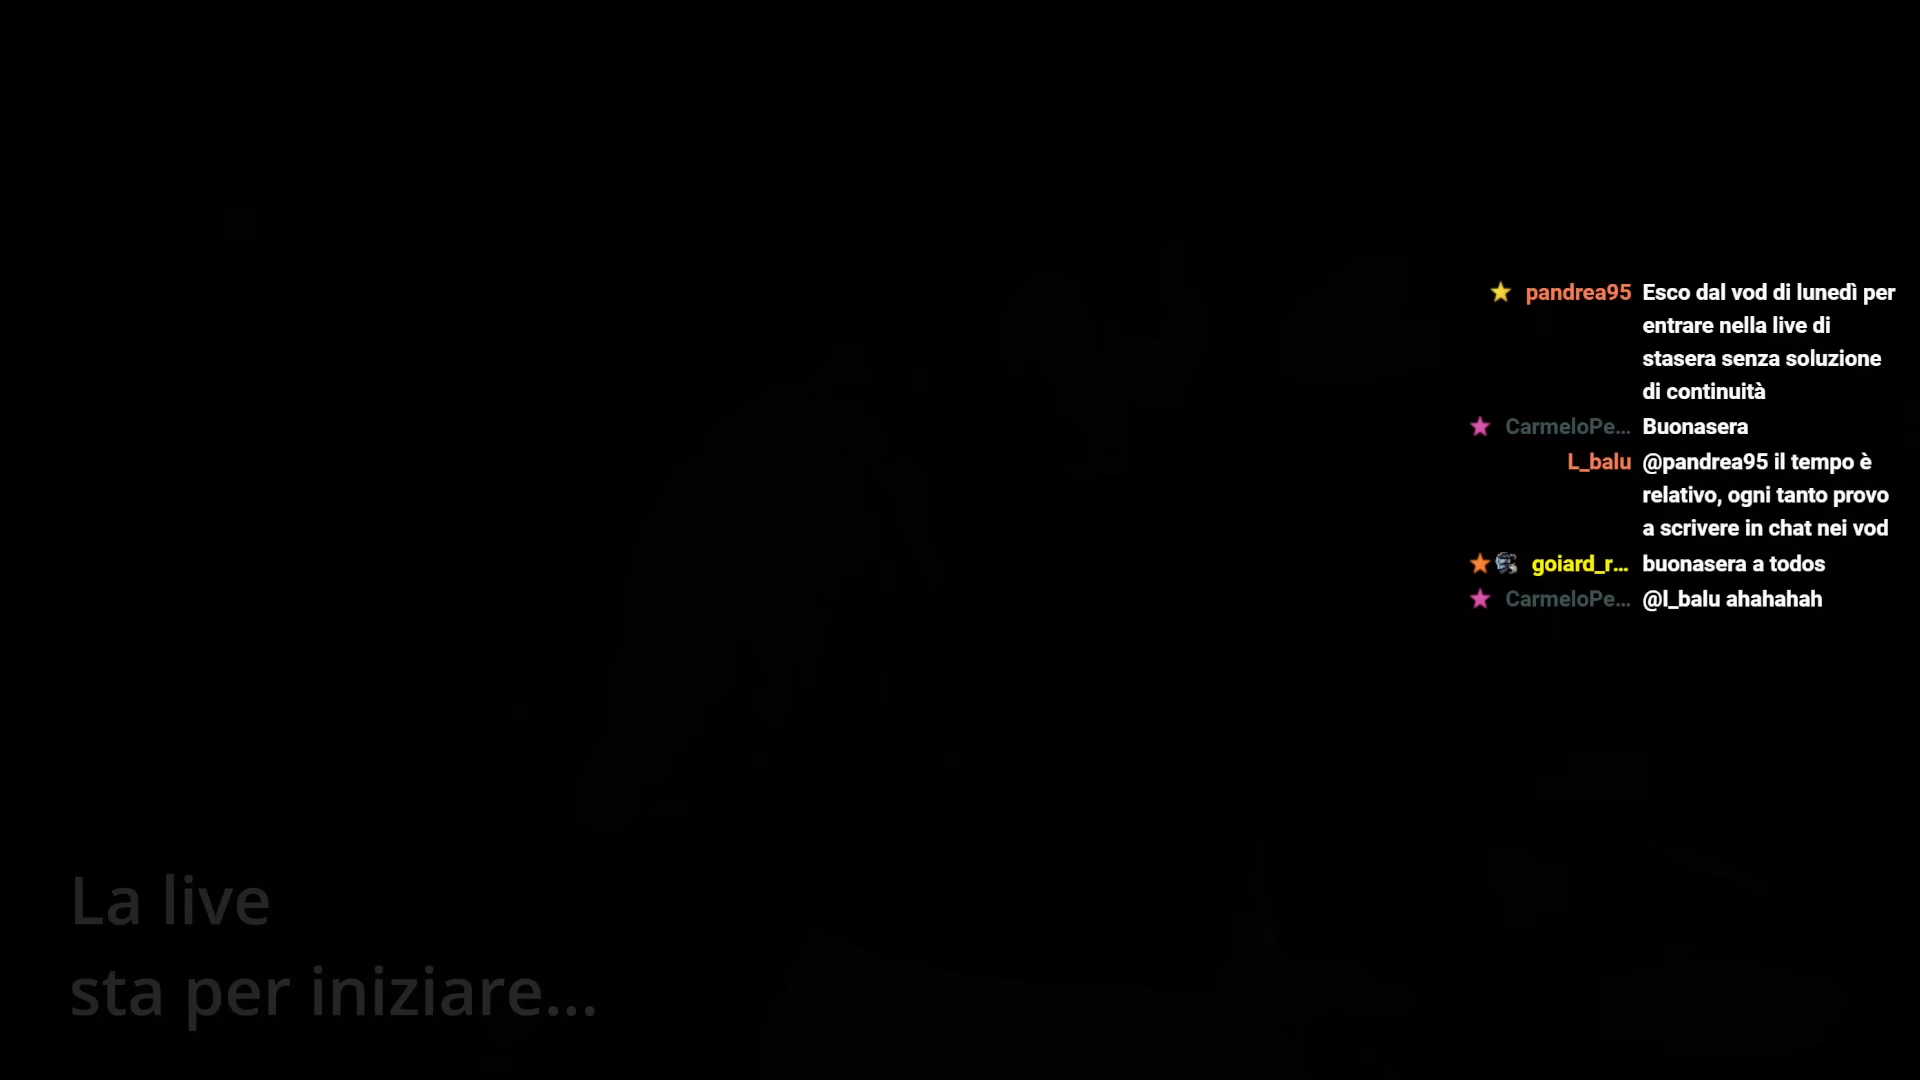 pandrea95 Esco dal vod di lunedì per
entrare nella live di
stasera senza soluzione
di continuità
CarmeloPe... Buonasera
L_balu @pandrea95 il tempo è
relativo, ogni tanto provo
a scrivere in chat nei vod
goiard_r... buonasera a todos
CarmeloPe... @l_balu ahahahah
La live
sta per iniziare...